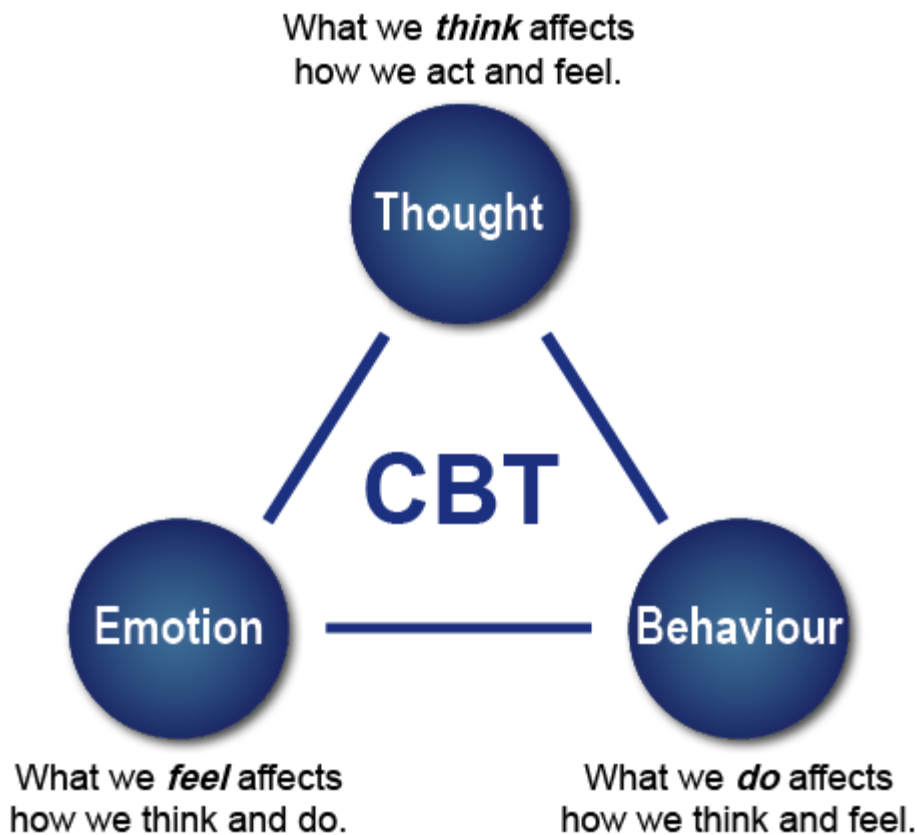 What we think affects
how we act and feel.
Thought
CBT
Emotion
Behaviour
What we feel affects
how we think and do.
What we do affects
how we think and feel.